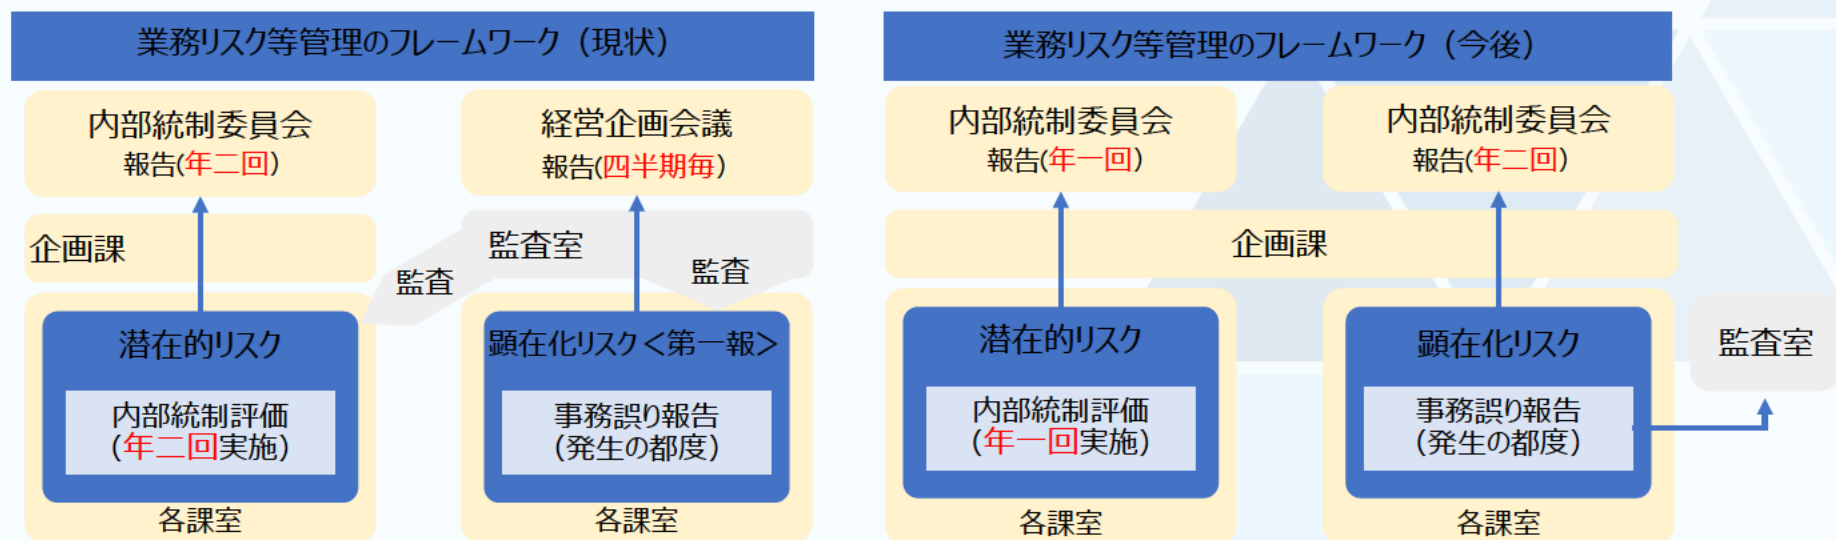 業務リスク等管理のフレームワーク（現状）
内部統制委員会
報告(年二回)
経営企画会議
報告(四半期毎)
企画課
監査室
監査
監査
潜在的リスク
内部統制評価
(年二回実施)
各課室
顕在化リスク＜第一報＞
事務誤り報告
(発生の都度)
各課室
業務リスク等管理のフレームワーク（今後）
内部統制委員会
報告(年一回)
内部統制委員会
報告(年二回)
企画課
潜在的リスク
内部統制評価
(年一回実施)
各課室
顕在化リスク
事務誤り報告
(発生の都度)
各課室
監査室